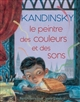 KANDINSKY
le peintre
des couleurs
et des
sons